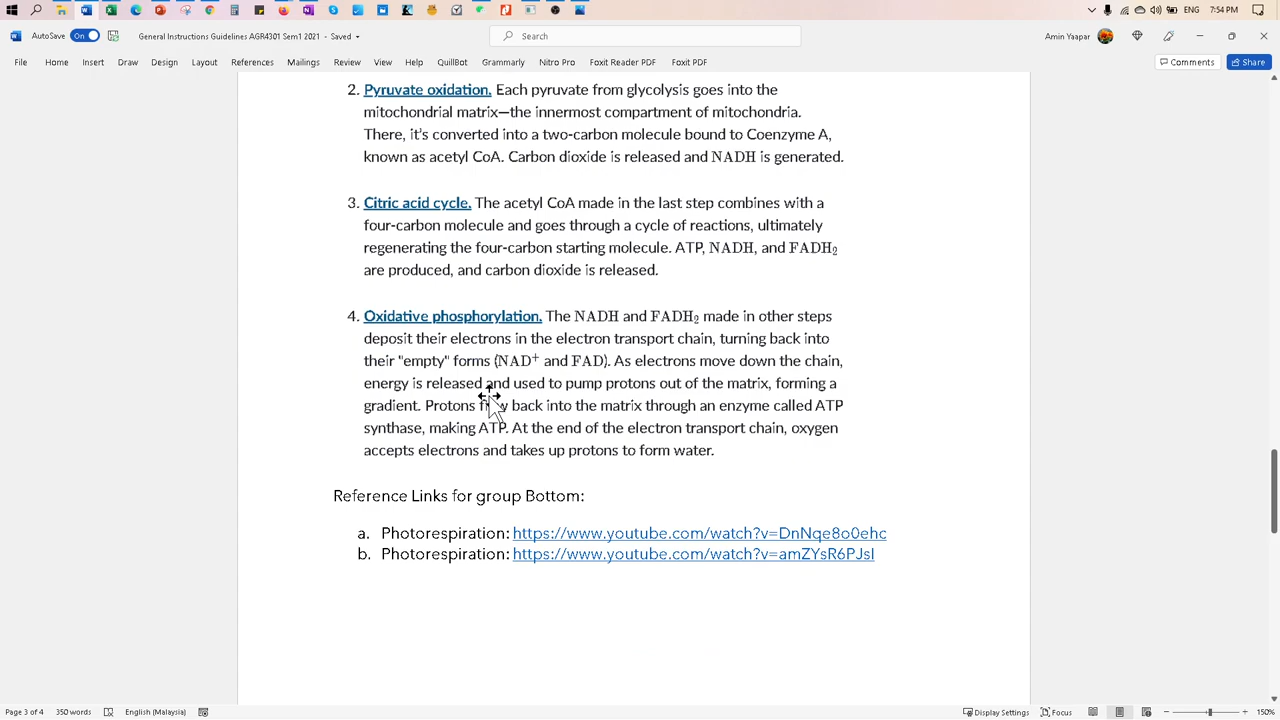 AutoSave On General Instructions Guidelines AGR4301 Sem1 2021 - Saved Search Amin Yaapar
ENG 7:54 PM
File Home Insert Draw Design Layout References Mailings Review View Help QuillBot Grammarly Nitro Pro Foxit Reader PDF Foxit PDF Comments Share
2. Pyruvate oxidation. Each pyruvate from glycolysis goes into the
mitochondrial matrix—the innermost compartment of mitochondria.
There, it's converted into a two-carbon molecule bound to Coenzyme A,
known as acetyl CoA. Carbon dioxide is released and NADH is generated.
3. Citric acid cycle. The acetyl CoA made in the last step combines with a
four-carbon molecule and goes through a cycle of reactions, ultimately
regenerating the four-carbon starting molecule. ATP, NADH, and FADH₂
are produced, and carbon dioxide is released.
4. Oxidative phosphorylation. The NADH and FADH₂ made in other steps
deposit their electrons in the electron transport chain, turning back into
their "empty" forms (NAD⁺ and FAD). As electrons move down the chain,
energy is released and used to pump protons out of the matrix, forming a
gradient. Protons back into the matrix through an enzyme called ATP
synthase, making ATP. At the end of the electron transport chain, oxygen
accepts electrons and takes up protons to form water.
Reference Links for group Bottom:
a. Photorespiration: https://www.youtube.com/watch?v=DnNqe8o0ehc
b. Photorespiration: https://www.youtube.com/watch?v=amZYsR6PJsI
Page 3 of 4 350 words English (Malaysia) Display Settings Focus 150%